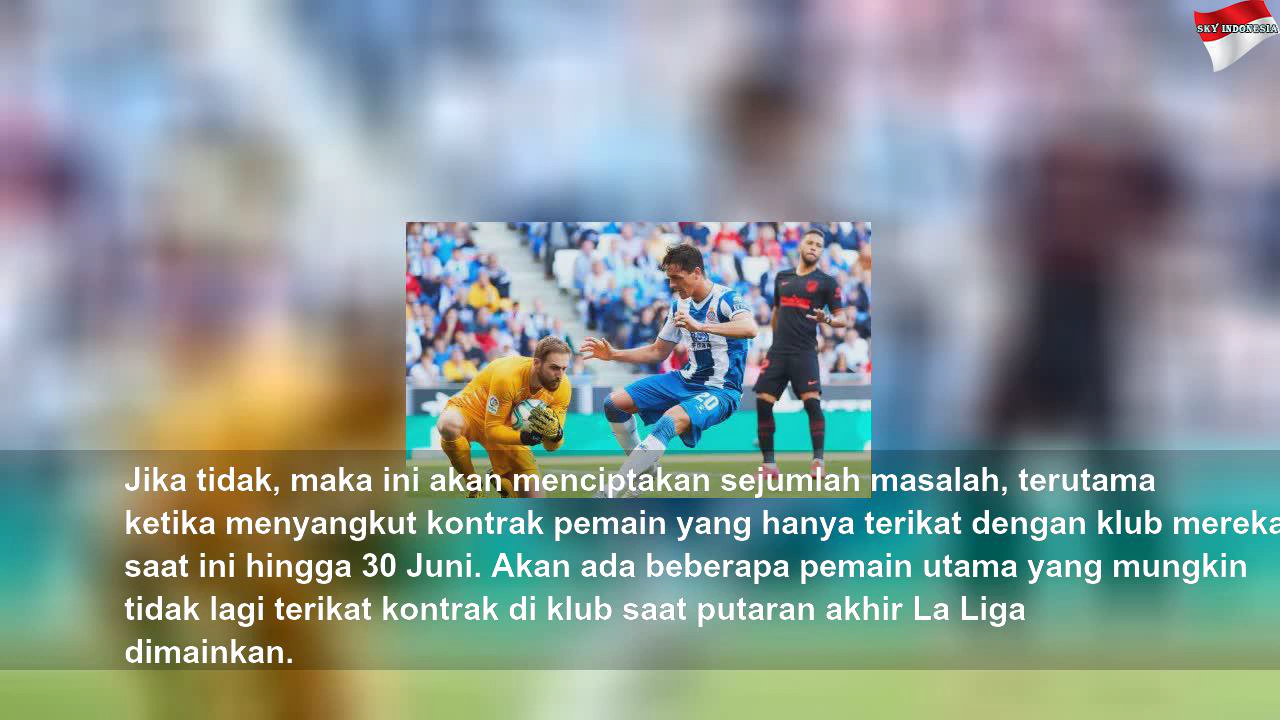 SKY INDONESIA
20
Jika tidak, maka ini akan menciptakan sejumlah masalah, terutama
ketika menyangkut kontrak pemain yang hanya terikat dengan klub mereka
saat ini hingga 30 Juni. Akan ada beberapa pemain utama yang mungkin
tidak lagi terikat kontrak di klub saat putaran akhir La Liga
dimainkan.